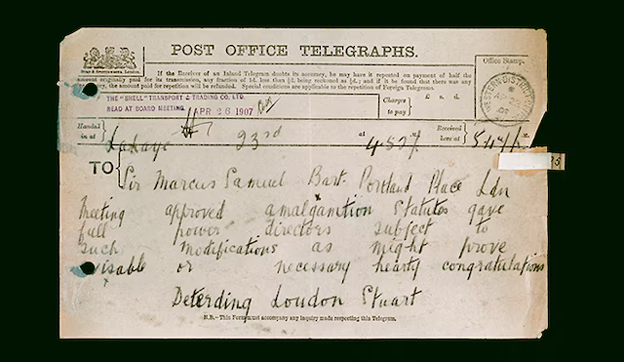 POST OFFICE TELEGRAPHS.
If the Receiver of an Inland Telegram doubts its accuracy, he may have it repeated on payment of half the
amount originally paid for its transmission, any fraction of 1d. less than ½d. being reckoned as ½d.; and if it be found that there was any
inaccuracy, the amount paid for repetition will be refunded. Special conditions are applicable to the repetition of Foreign Telegrams.
Office Stamp.
THE "SHELL" TRANSPORT & TRADING CO. LTD.
READ AT BOARD MEETING, APR 26 1907
Charges to pay £ s. d.
Handed in at Lahaye 23rd at 4 52 Received here at
TO Sir Marcus Samuel Bart. Portland Place Ldn
Meeting approved amalgamtion Statutes gave
full power directors subject to
such modifications as might prove
visable or necessary hearty congratulations
Deterding Loudon Stuart
N.B.—This Form must accompany any inquiry made respecting this Telegram.